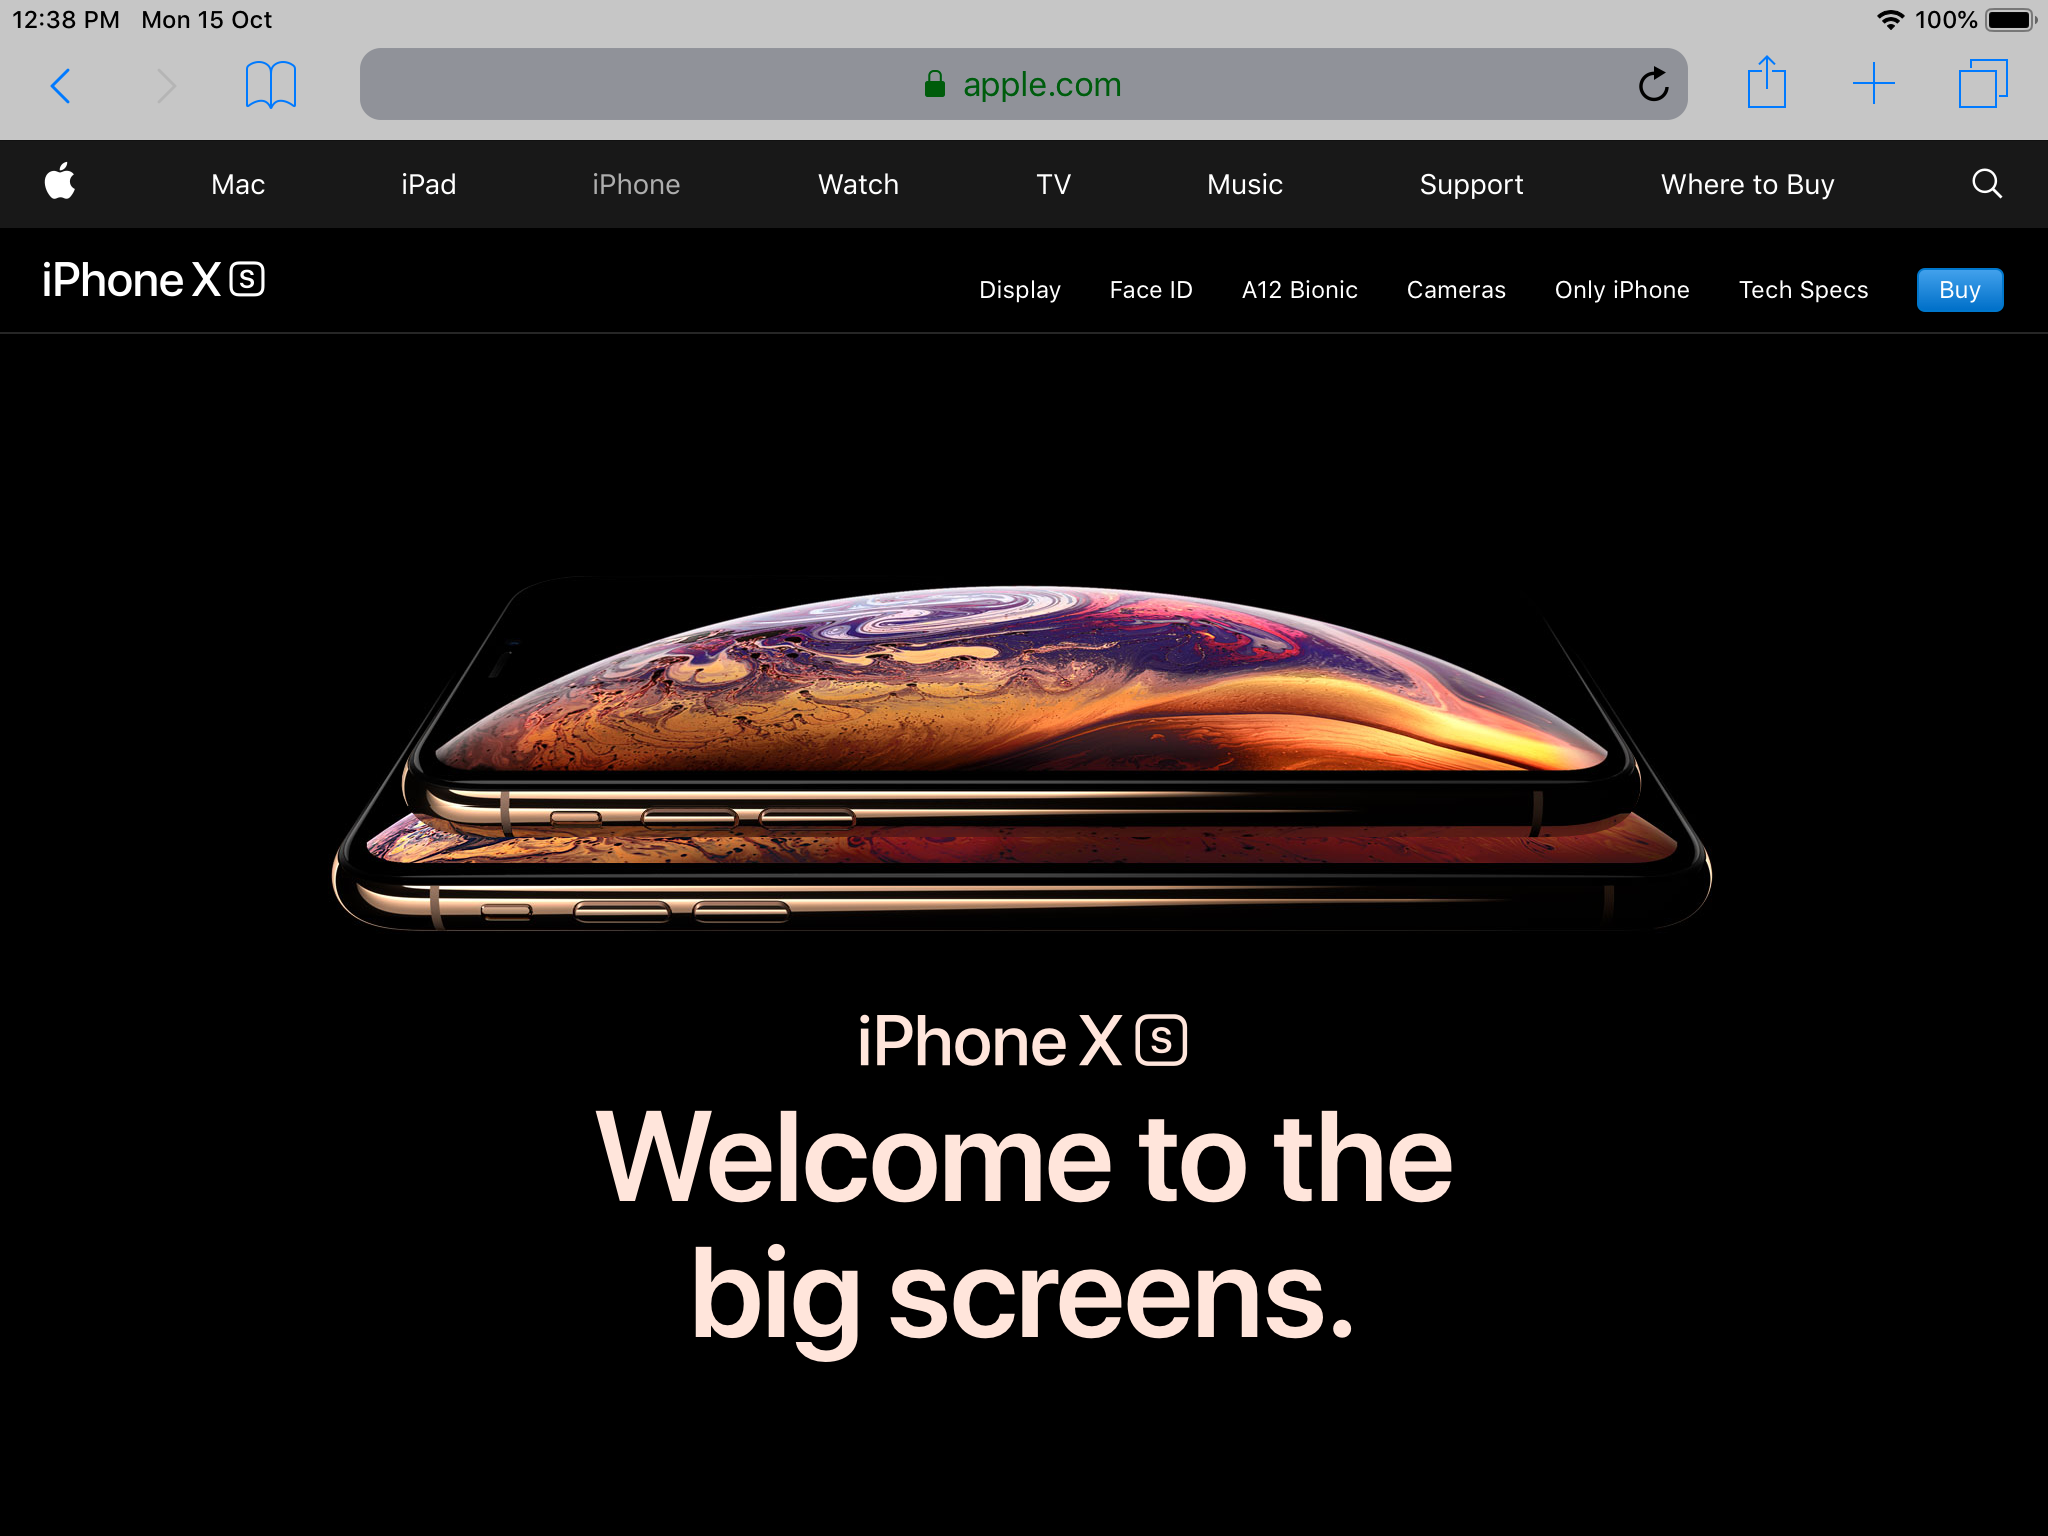 12:38 PM Mon 15 Oct 100%
apple.com
Mac iPad iPhone Watch TV Music Support Where to Buy
iPhone XS
Display Face ID A12 Bionic Cameras Only iPhone Tech Specs Buy
iPhone XS
Welcome to the
big screens.